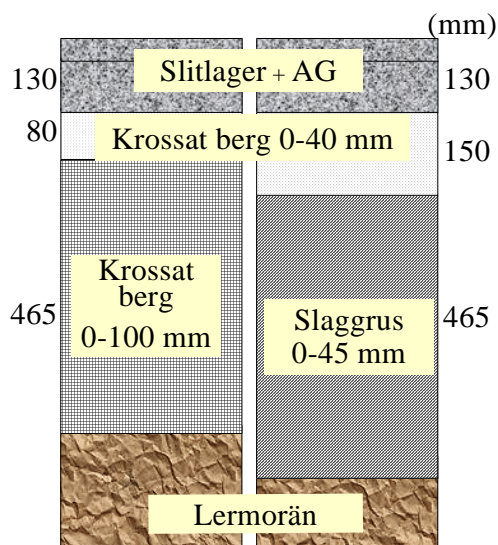 (mm)
130 Slitlager + AG 130
80 Krossat berg 0-40 mm 150
Krossat
berg
0-100 mm
465 Slaggrus 465
0-45 mm
Lermorän